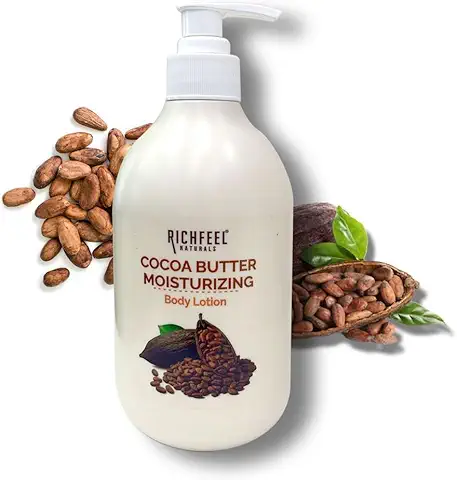 RICHFEEL®
NATURALS
COCOA BUTTER
MOISTURIZING
Body Lotion